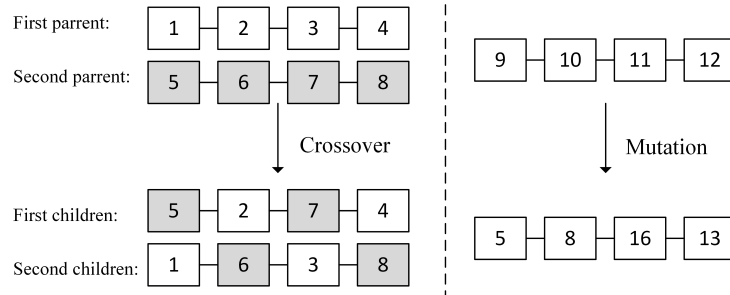 First parrent:
1 2 3 4
Second parrent:
5 6 7 8
Crossover
First children:
5 2 7 4
Second children:
1 6 3 8
9 10 11 12
Mutation
5 8 16 13